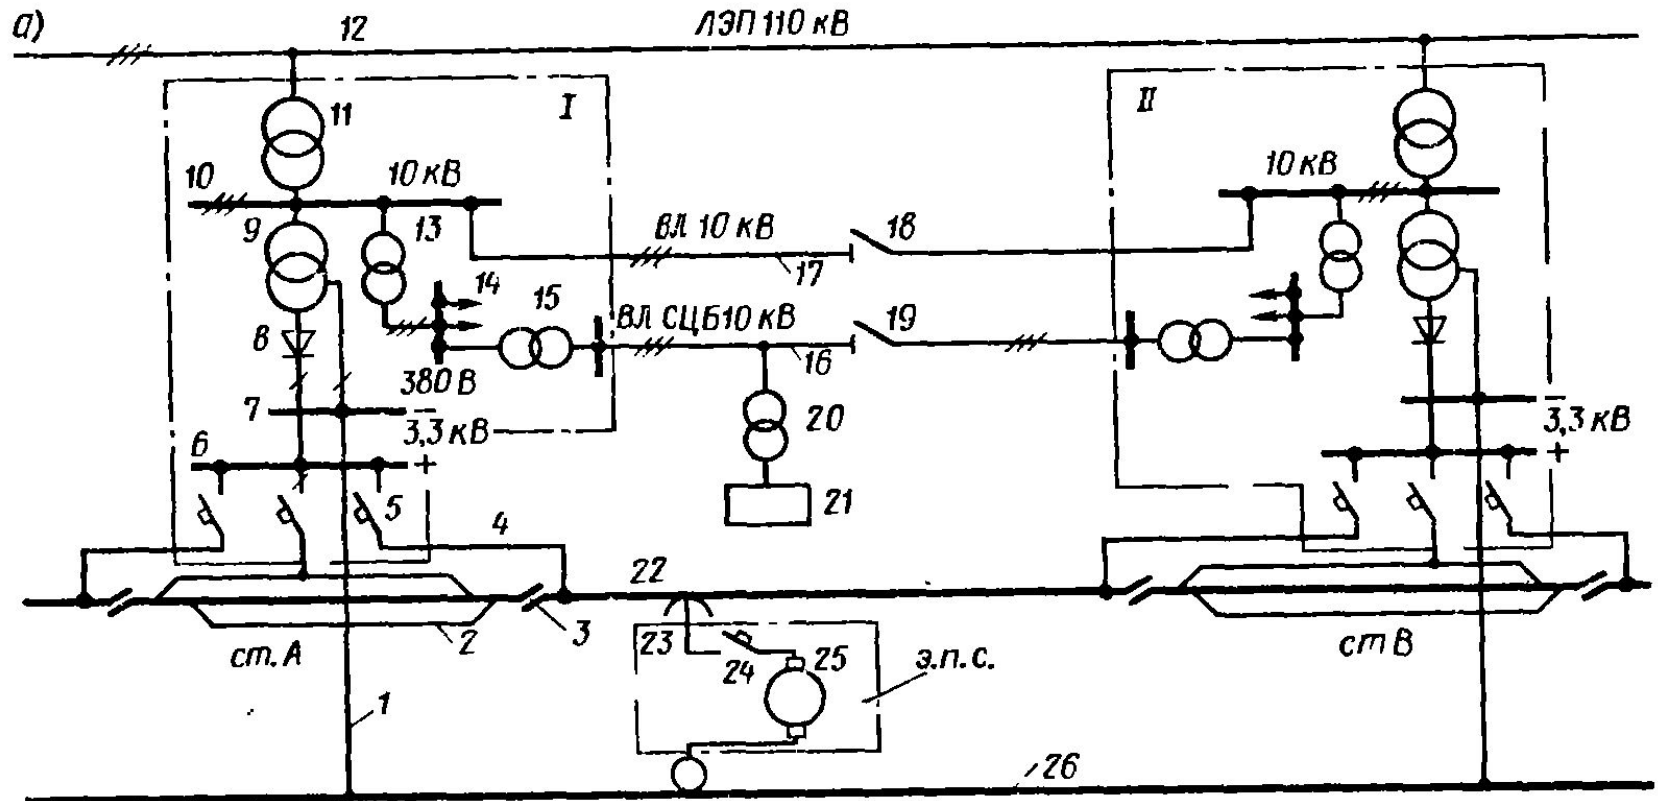 а)
12
ЛЭП 110 кВ
I
II
11
10
10 кВ
10 кВ
9
13
ВЛ 10 кВ
18
17
14
15
ВЛ СЦБ 10 кВ
19
8
16
380 В
7
−
3,3 кВ
−
3,3 кВ
20
6
+
+
5
4
21
22
2
3
23
24
25
э.п.с.
ст. А
ст В
1
26